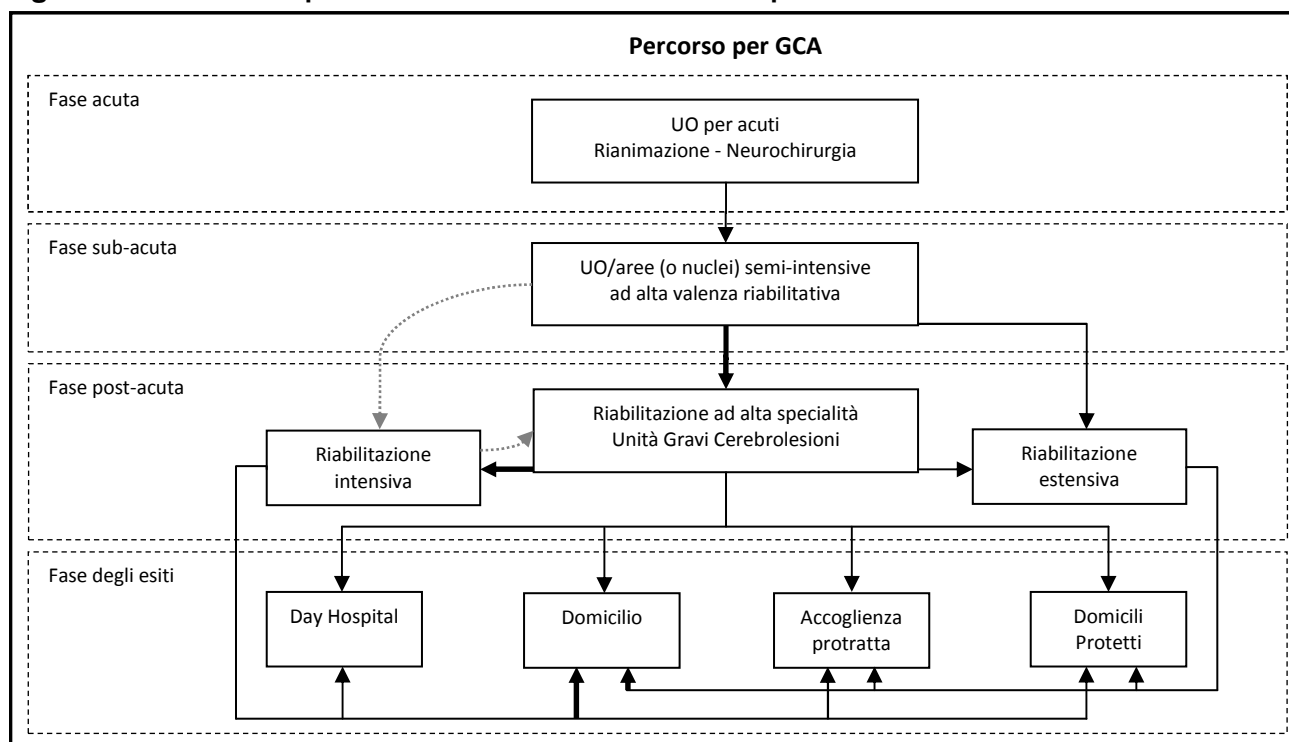 Percorso per GCA
Fase acuta
UO per acuti
Rianimazione - Neurochirurgia
Fase sub-acuta
UO/aree (o nuclei) semi-intensive
ad alta valenza riabilitativa
Fase post-acuta
Riabilitazione ad alta specialità
Unità Gravi Cerebrolesioni
Riabilitazione
intensiva
Riabilitazione
estensiva
Fase degli esiti
Day Hospital
Domicilio
Accoglienza
protratta
Domicili
Protetti